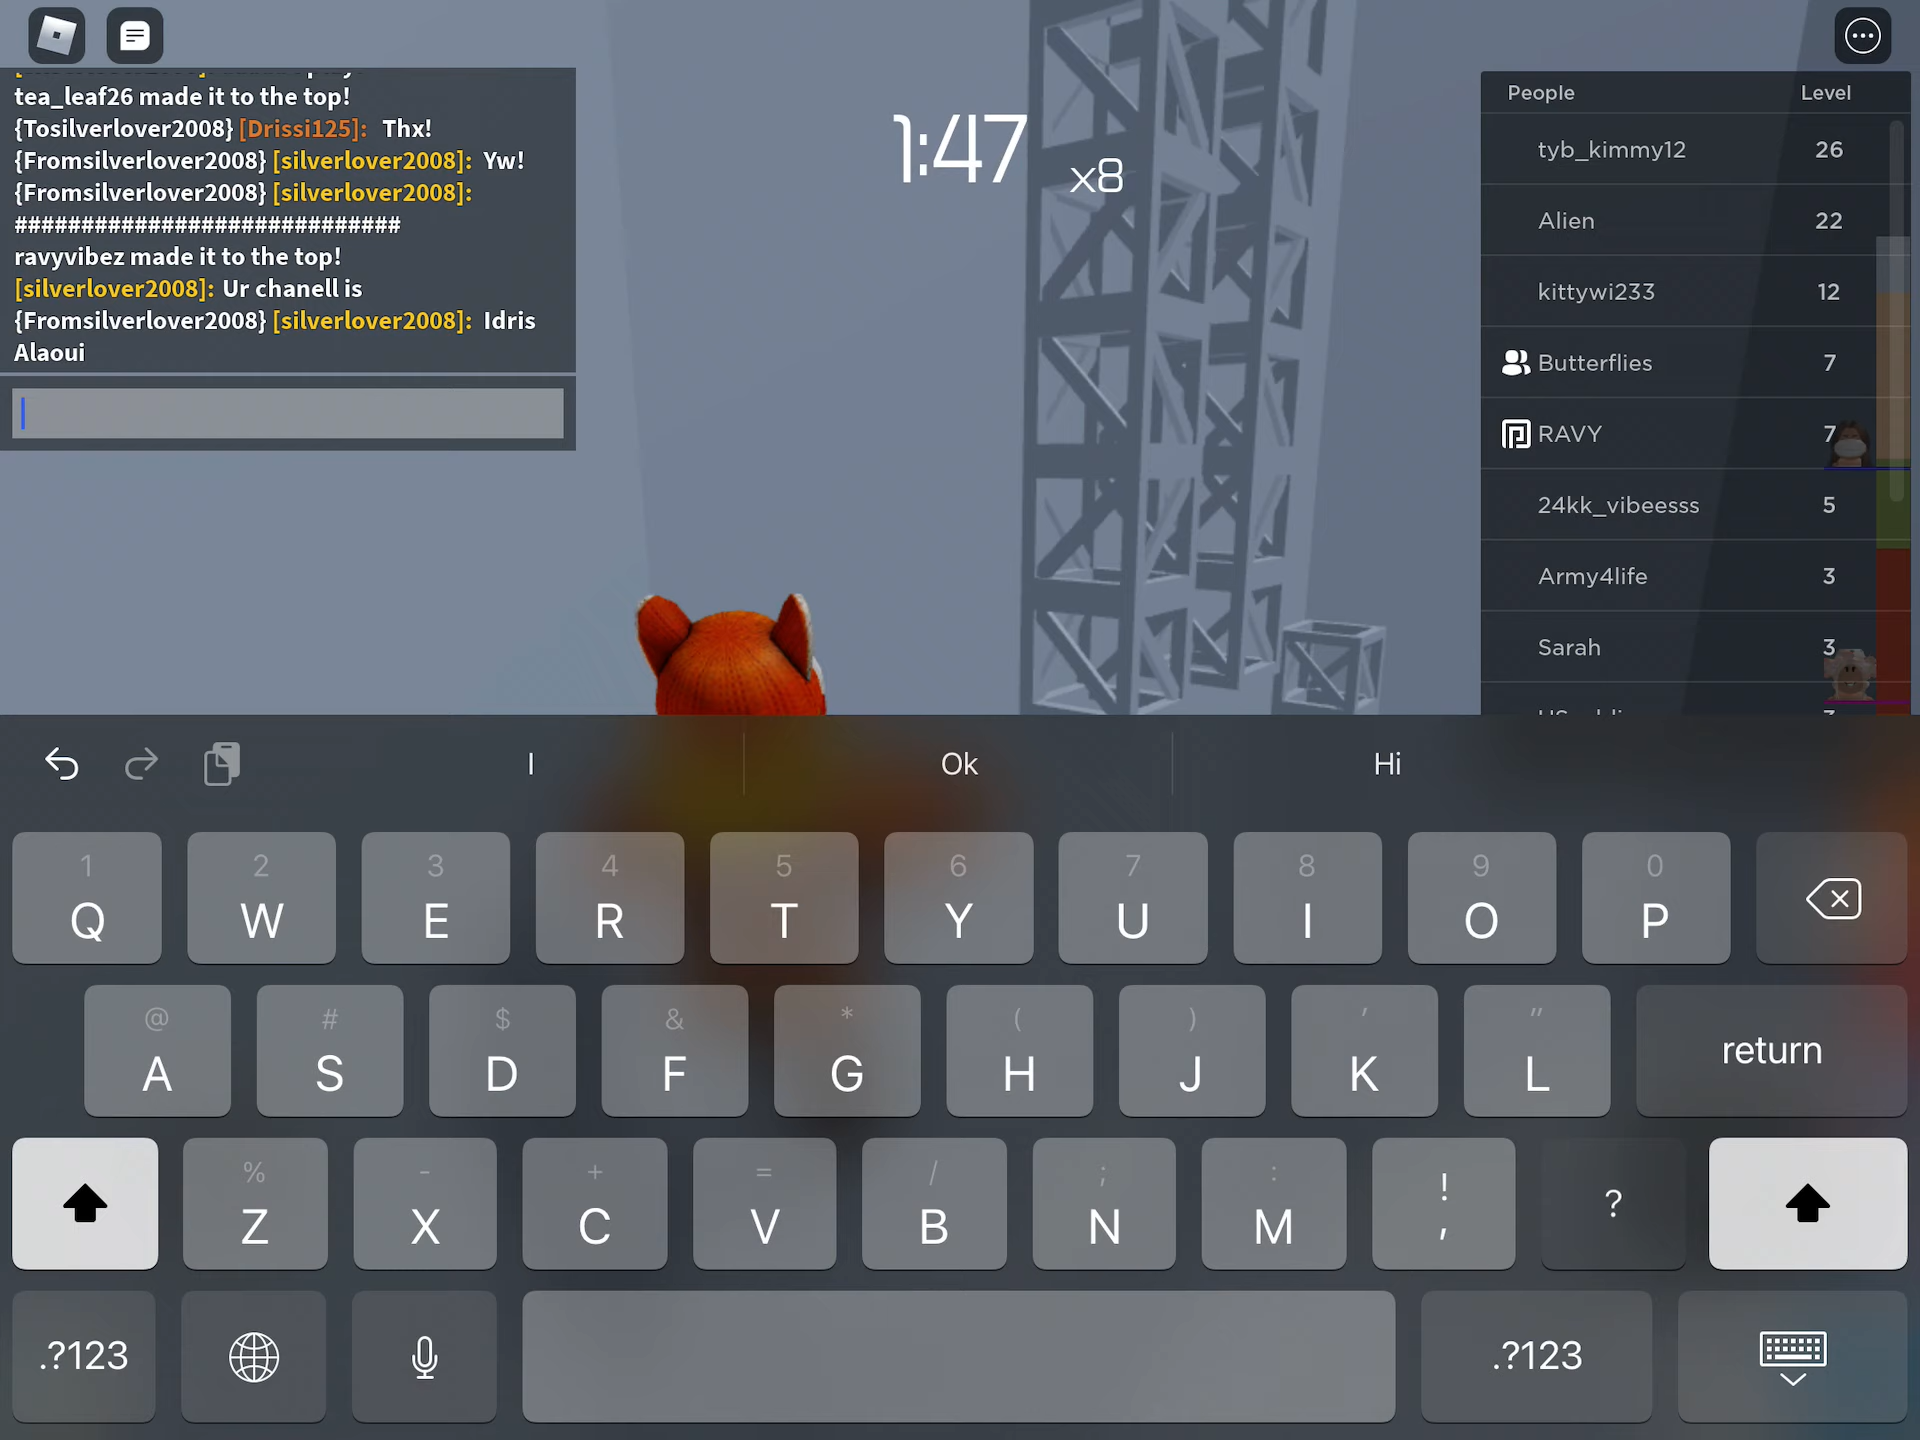 tea_leaf26 made it to the top!
{Tosilverlover2008} [Drissi125]: Thx!
{Fromsilverlover2008} [silverlover2008]: Yw!
{Fromsilverlover2008} [silverlover2008]:
#############################
ravyvibez made it to the top!
[silverlover2008]: Ur chanell is
{Fromsilverlover2008} [silverlover2008]: Idris
Alaoui
1:47 x8
People Level
tyb_kimmy12 26
Alien 22
kittywi233 12
Butterflies 7
RAVY 7
24kk_vibeesss 5
Army4life 3
Sarah 3
I Ok Hi
1 2 3 4 5 6 7 8 9 0
Q W E R T Y U I O P
@ # $ & * ( ) ' "
A S D F G H J K L return
% - + = / ; : !
Z X C V B N M , ?
.?123 .?123